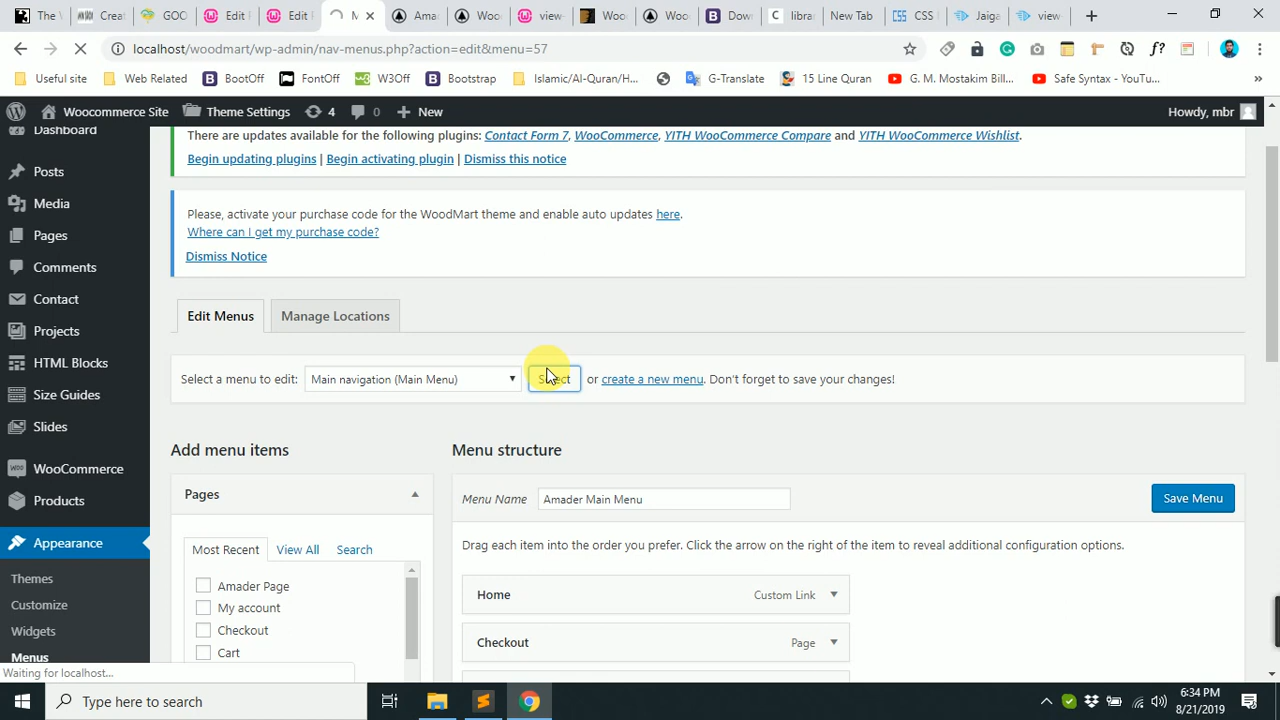 The V
Creat
GOO
Edit F
Edit F
M
Ama
Woo
view-
Woo
Woo
Dow
Librar
New Tab
CSS
Jaiga
view
localhost/woodmart/wp-admin/nav-menus.php?action=edit&menu=57
Useful site
Web Related
BootOff
FontOff
W3Off
Bootstrap
Islamic/Al-Quran/H...
G-Translate
15 Line Quran
G. M. Mostakim Bill...
Safe Syntax - YouTu...
»
Woocommerce Site
Theme Settings
4
0
New
Howdy, mbr
Dashboard
Posts
Media
Pages
Comments
Contact
Projects
HTML Blocks
Size Guides
Slides
WooCommerce
Products
Appearance
Themes
Customize
Widgets
Menus
There are updates available for the following plugins: Contact Form 7, WooCommerce, YITH WooCommerce Compare and YITH WooCommerce Wishlist.
Begin updating plugins | Begin activating plugin | Dismiss this notice
Please, activate your purchase code for the WoodMart theme and enable auto updates here.
Where can I get my purchase code?
Dismiss Notice
Edit Menus
Manage Locations
Select a menu to edit: Main navigation (Main Menu) Select or create a new menu. Don't forget to save your changes!
Add menu items
Menu structure
Pages
Most Recent
View All
Search
Amader Page
My account
Checkout
Cart
Menu Name
Amader Main Menu
Save Menu
Drag each item into the order you prefer. Click the arrow on the right of the item to reveal additional configuration options.
Home
Custom Link
Checkout
Page
Waiting for localhost...
Type here to search
6:34 PM
8/21/2019